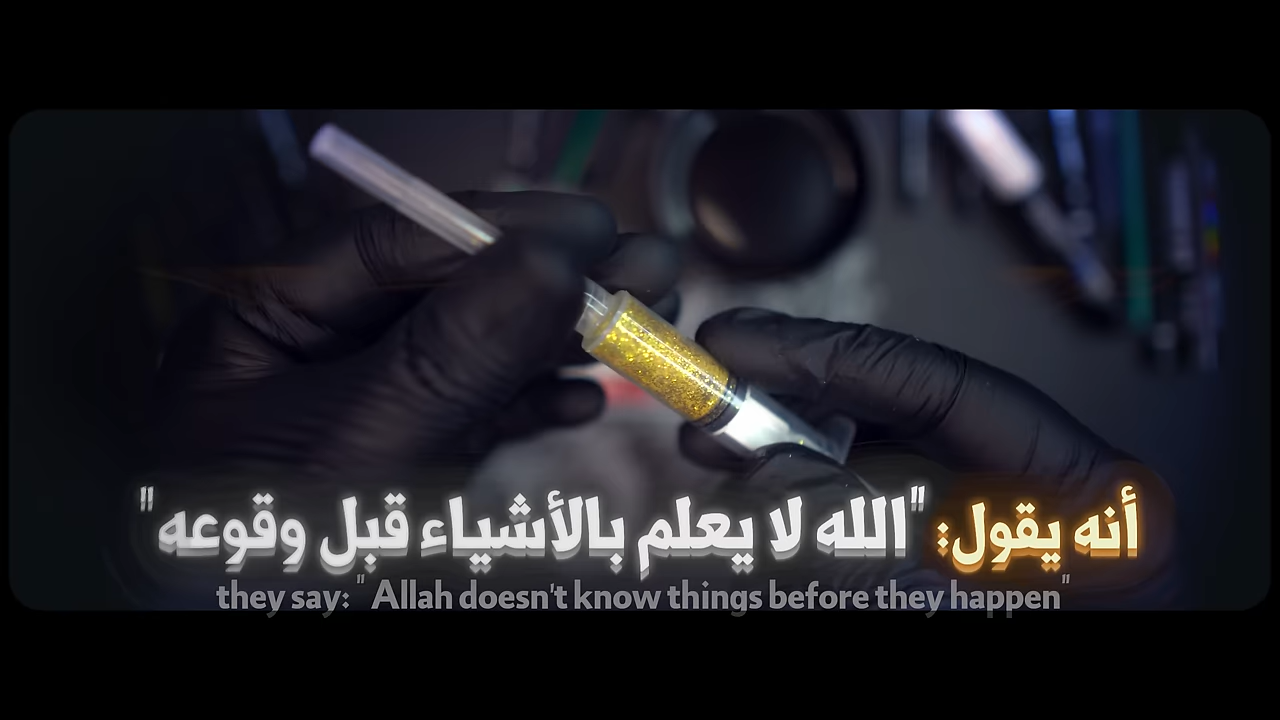 أنه يقول: "الله لا يعلم بالأشياء قبل وقوعه"
they say: "Allah doesn't know things before they happen"